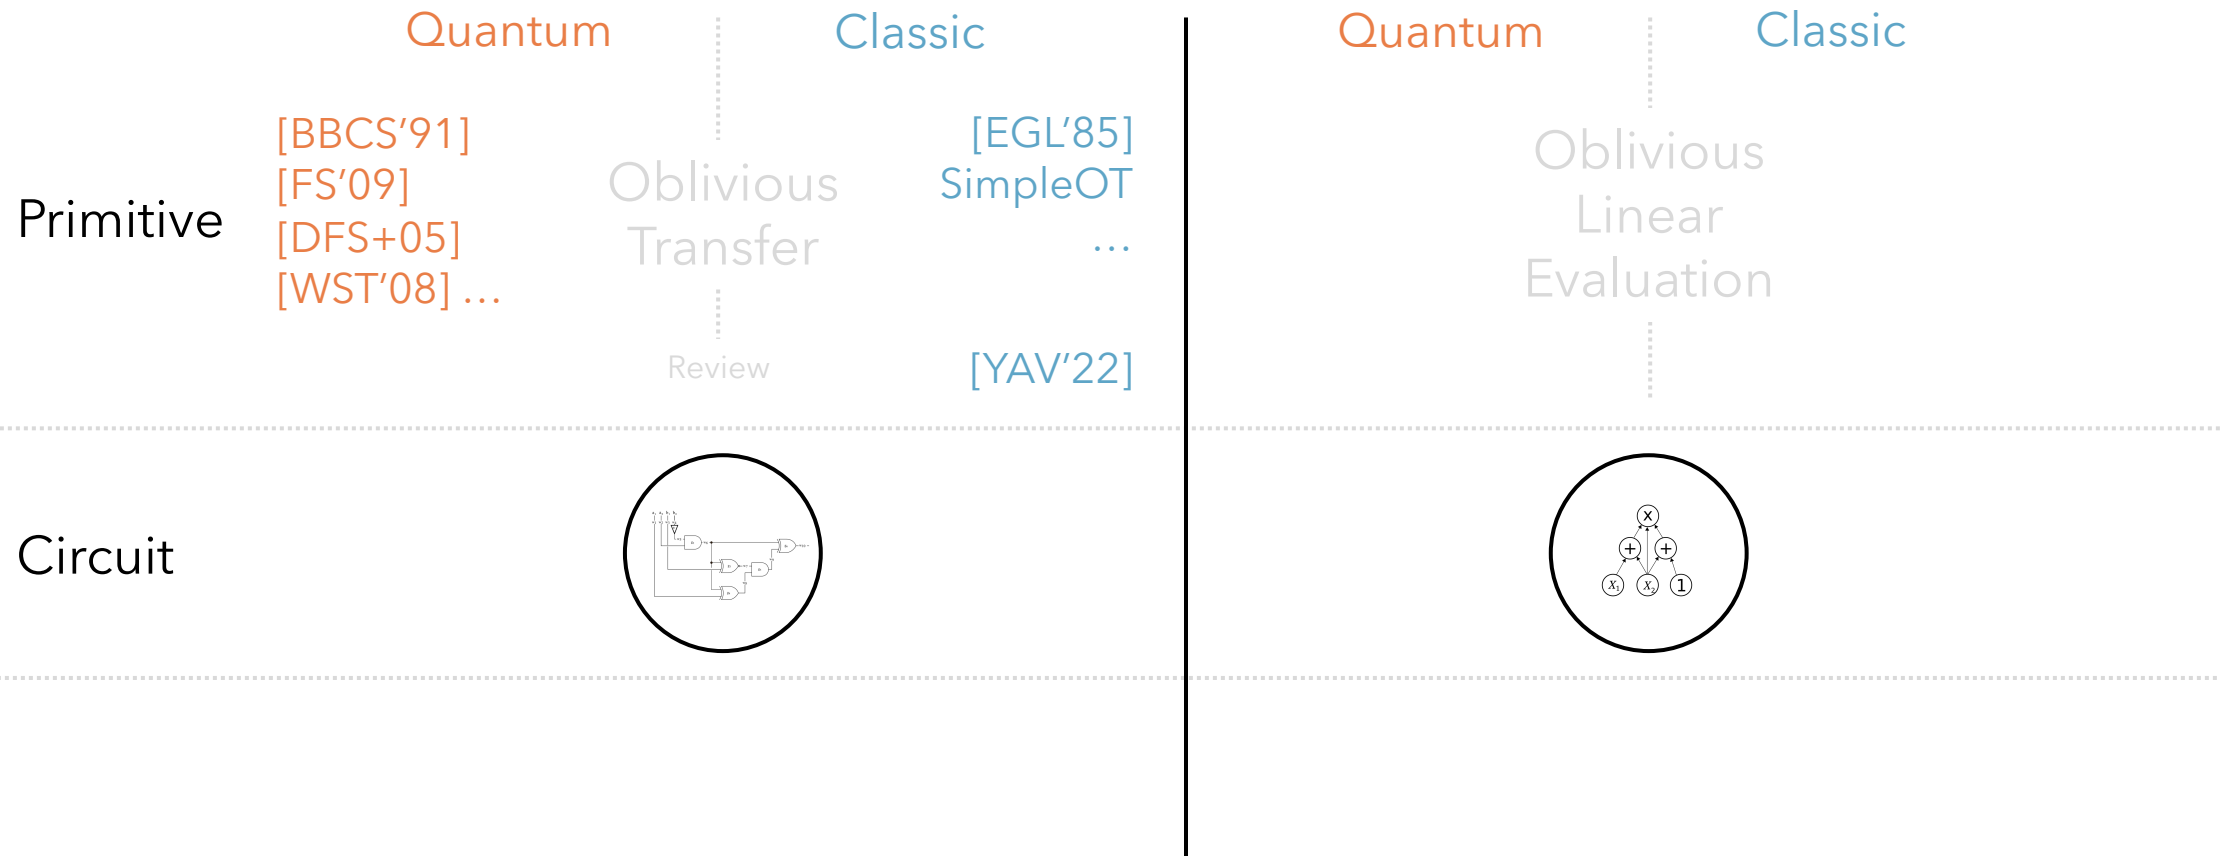 Quantum
Classic
Quantum
Classic
Primitive
[BBCS’91]
[FS’09]
[DFS+05]
[WST’08] …
Oblivious
Transfer
Review
[EGL’85]
SimpleOT
…
[YAV’22]
Oblivious
Linear
Evaluation
Circuit
x
+ +
X₁ X₂ 1